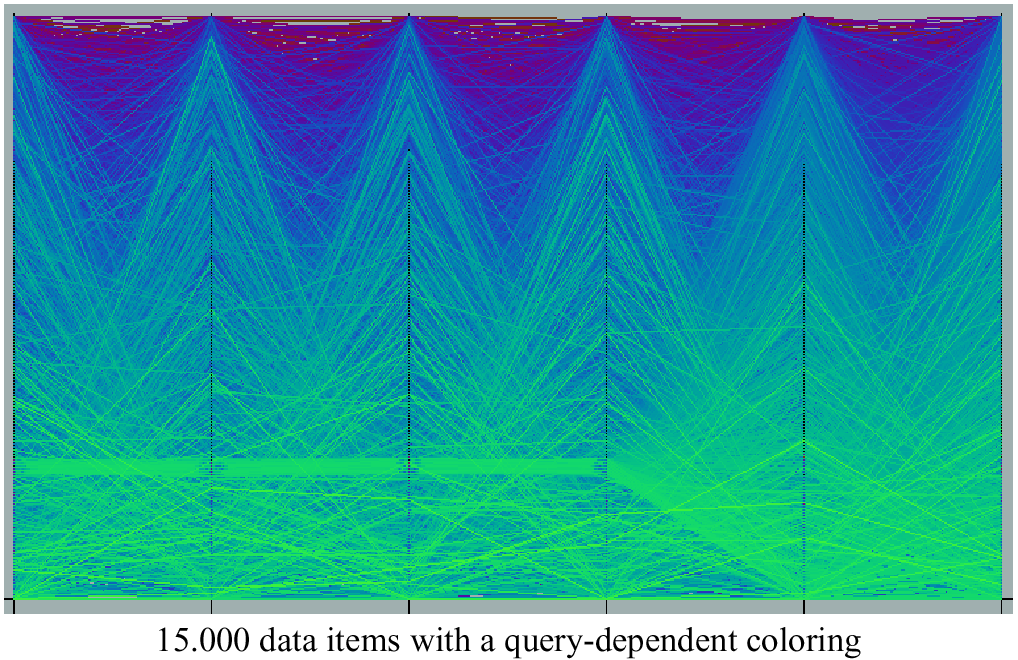 15.000 data items with a query-dependent coloring